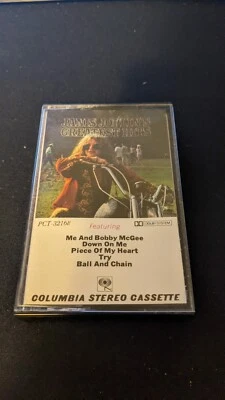 JANIS JOPLIN'S
GREATEST HITS
PCT 32168
Featuring
Me And Bobby McGee
Down On Me
Piece Of My Heart
Try
Ball And Chain
COLUMBIA STEREO CASSETTE